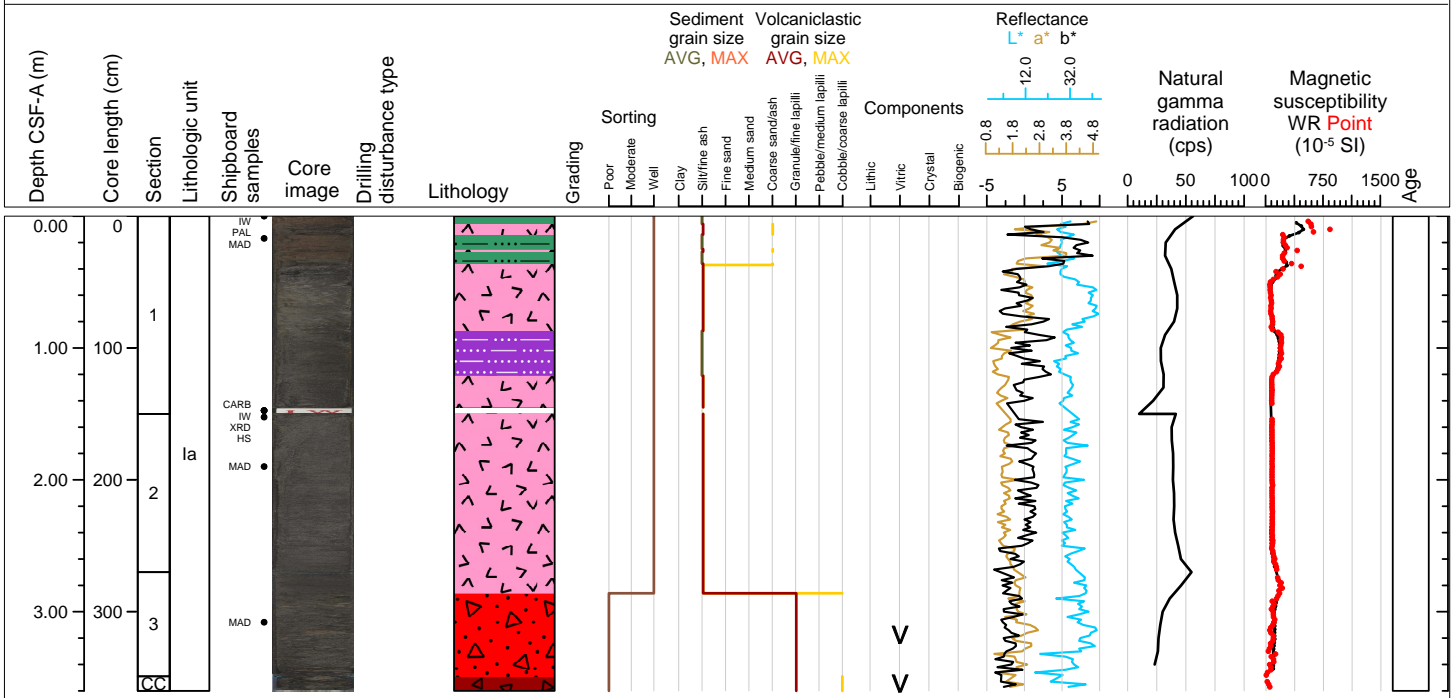 Depth CSF-A (m)
Core length (cm)
Section
Lithologic unit
Shipboard
samples
Core
image
Drilling
disturbance type
Lithology
Grading
Sorting
Poor
Moderate
Well
Sediment
grain size
AVG, MAX
Volcaniclastic
grain size
AVG, MAX
Clay
Silt/fine ash
Fine sand
Medium sand
Coarse sand/ash
Granule/fine lapilli
Pebble/medium lapilli
Cobble/coarse lapilli
Components
Lithic
Vitric
Crystal
Biogenic
Reflectance
L* a* b*
12.0 32.0
0.8 1.8 2.8 3.8 4.8
-5 5
Natural
gamma
radiation
(cps)
0 50 100
Magnetic
susceptibility
WR Point
(10⁻⁵ SI)
0 750 1500
Age
0.00
1.00
2.00
3.00
0
100
200
300
1
2
3
CC
Ia
IW
PAL
MAD
CARB
IW
XRD
HS
MAD
MAD
IW
V
V